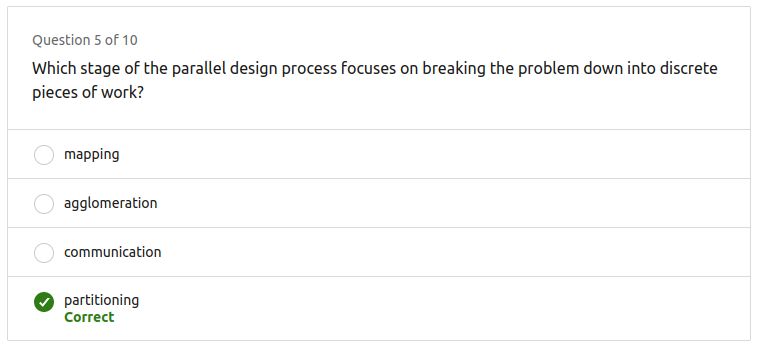 Question 5 of 10
Which stage of the parallel design process focuses on breaking the problem down into discrete
pieces of work?
mapping
agglomeration
communication
partitioning
Correct